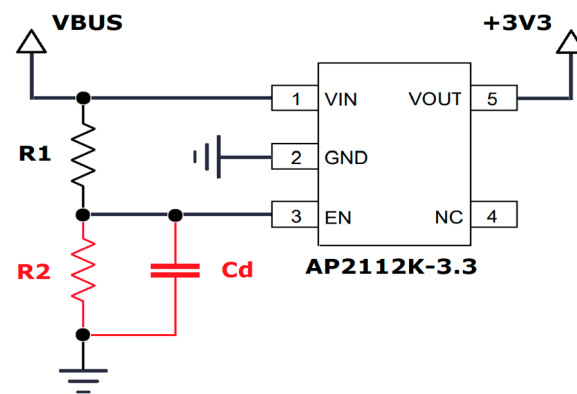 VBUS
+3V3
1 VIN
VOUT 5
R1
2 GND
3 EN
NC 4
R2
Cd
AP2112K-3.3